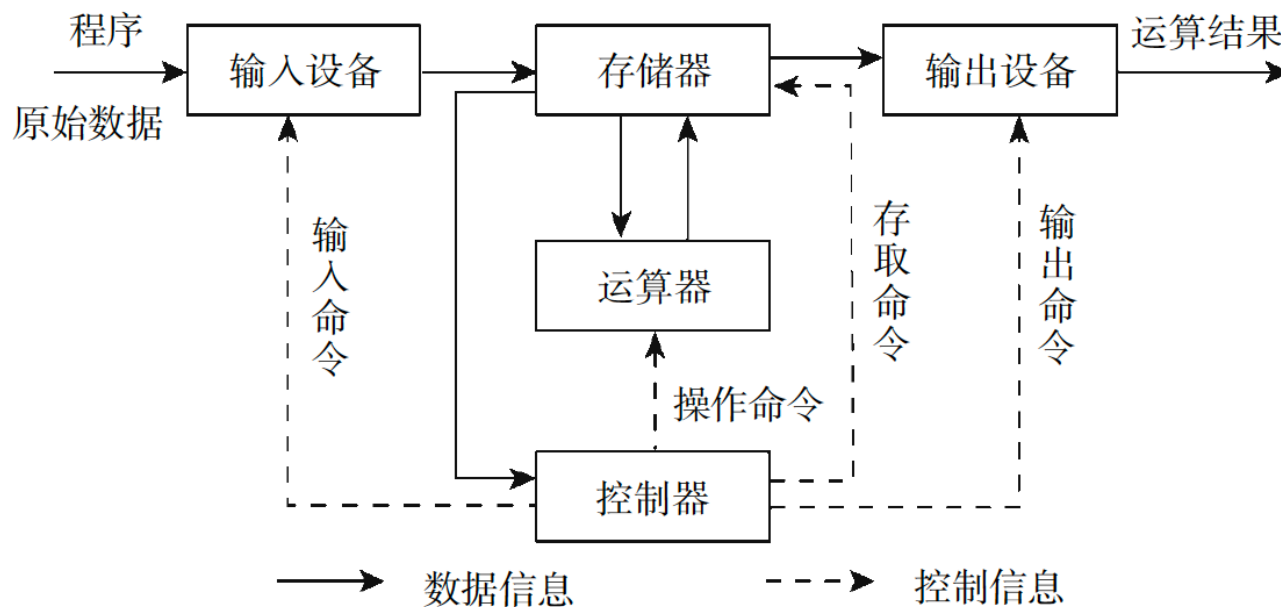 程序
原始数据
输入设备
存储器
输出设备
运算结果
输入命令
运算器
存取命令
输出命令
操作命令
控制器
数据信息
控制信息